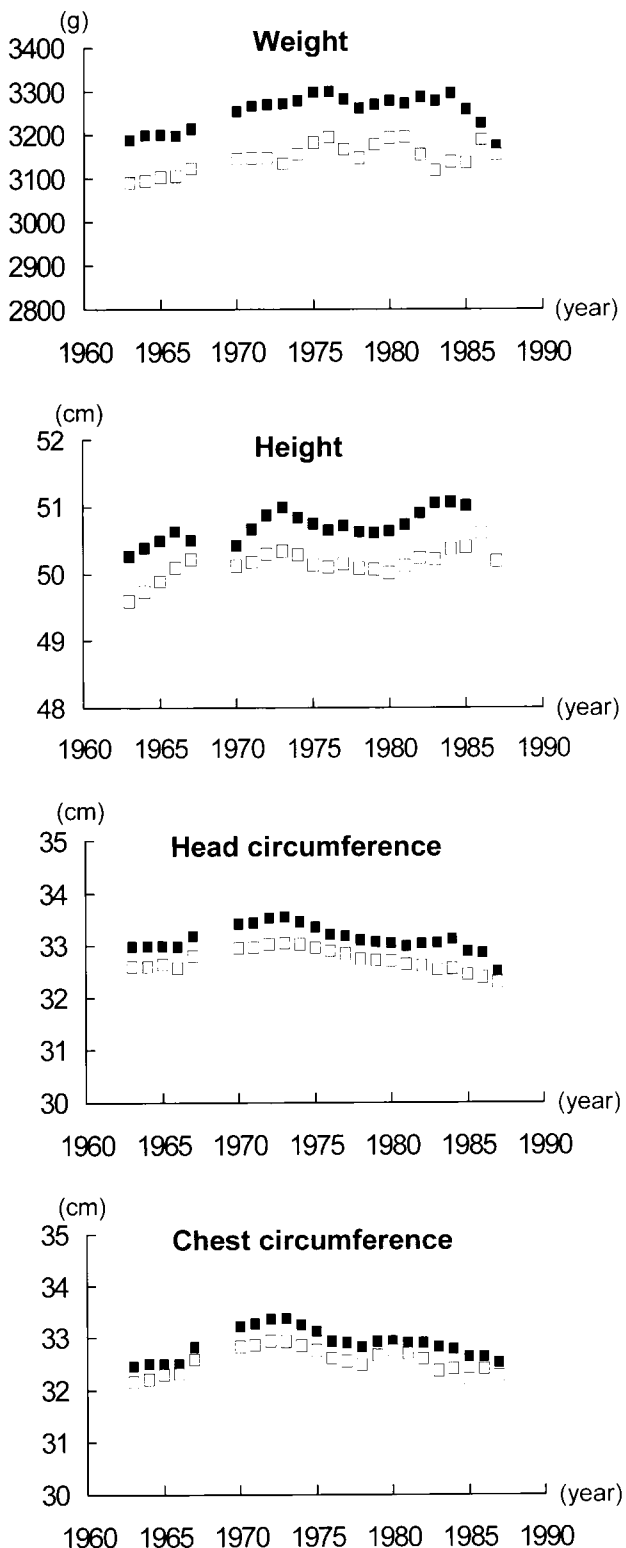 (g)
Weight
3400
3300
3200
3100
3000
2900
2800
(year)
1960 1965 1970 1975 1980 1985 1990
(cm)
Height
52
51
50
49
48
(year)
1960 1965 1970 1975 1980 1985 1990
(cm)
Head circumference
35
34
33
32
31
30
(year)
1960 1965 1970 1975 1980 1985 1990
(cm)
Chest circumference
35
34
33
32
31
30
(year)
1960 1965 1970 1975 1980 1985 1990